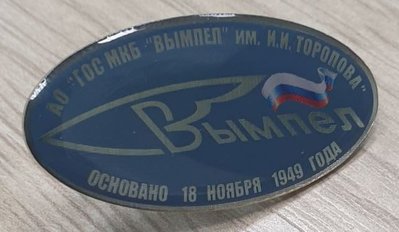 АО "ГОС МКБ "ВЫМПЕЛ" ИМ. И.И. ТОРОПОВА"
Вымпел
ОСНОВАНО 18 НОЯБРЯ 1949 ГОДА